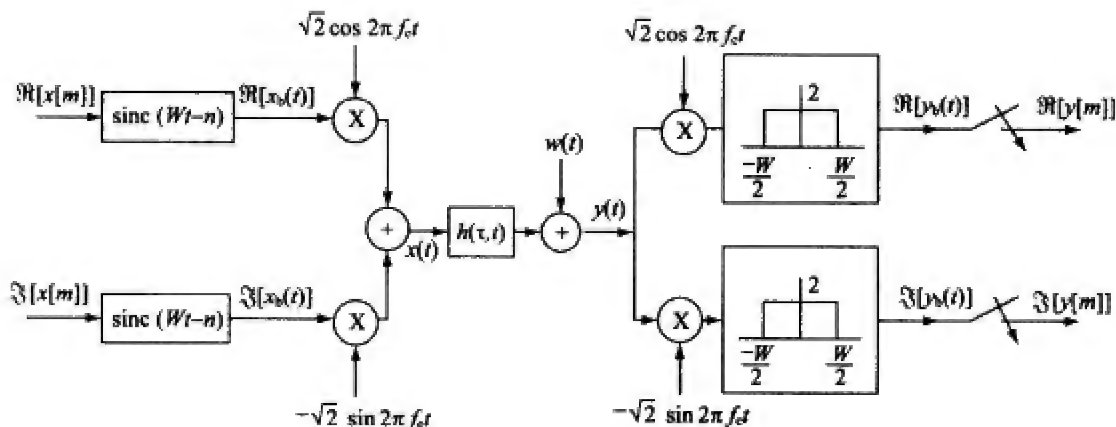 √2 cos 2π f_c t
√2 cos 2π f_c t
ℜ[x[m]]
sinc (Wt–n)
ℜ[x_b(t)]
X
X
2
–W/2
W/2
ℜ[y_b(t)]
ℜ[y[m]]
w(t)
+
x(t)
h(τ,t)
+
y(t)
ℑ[x[m]]
sinc (Wt–n)
ℑ[x_b(t)]
X
X
2
–W/2
W/2
ℑ[y_b(t)]
ℑ[y[m]]
–√2 sin 2π f_c t
–√2 sin 2π f_c t